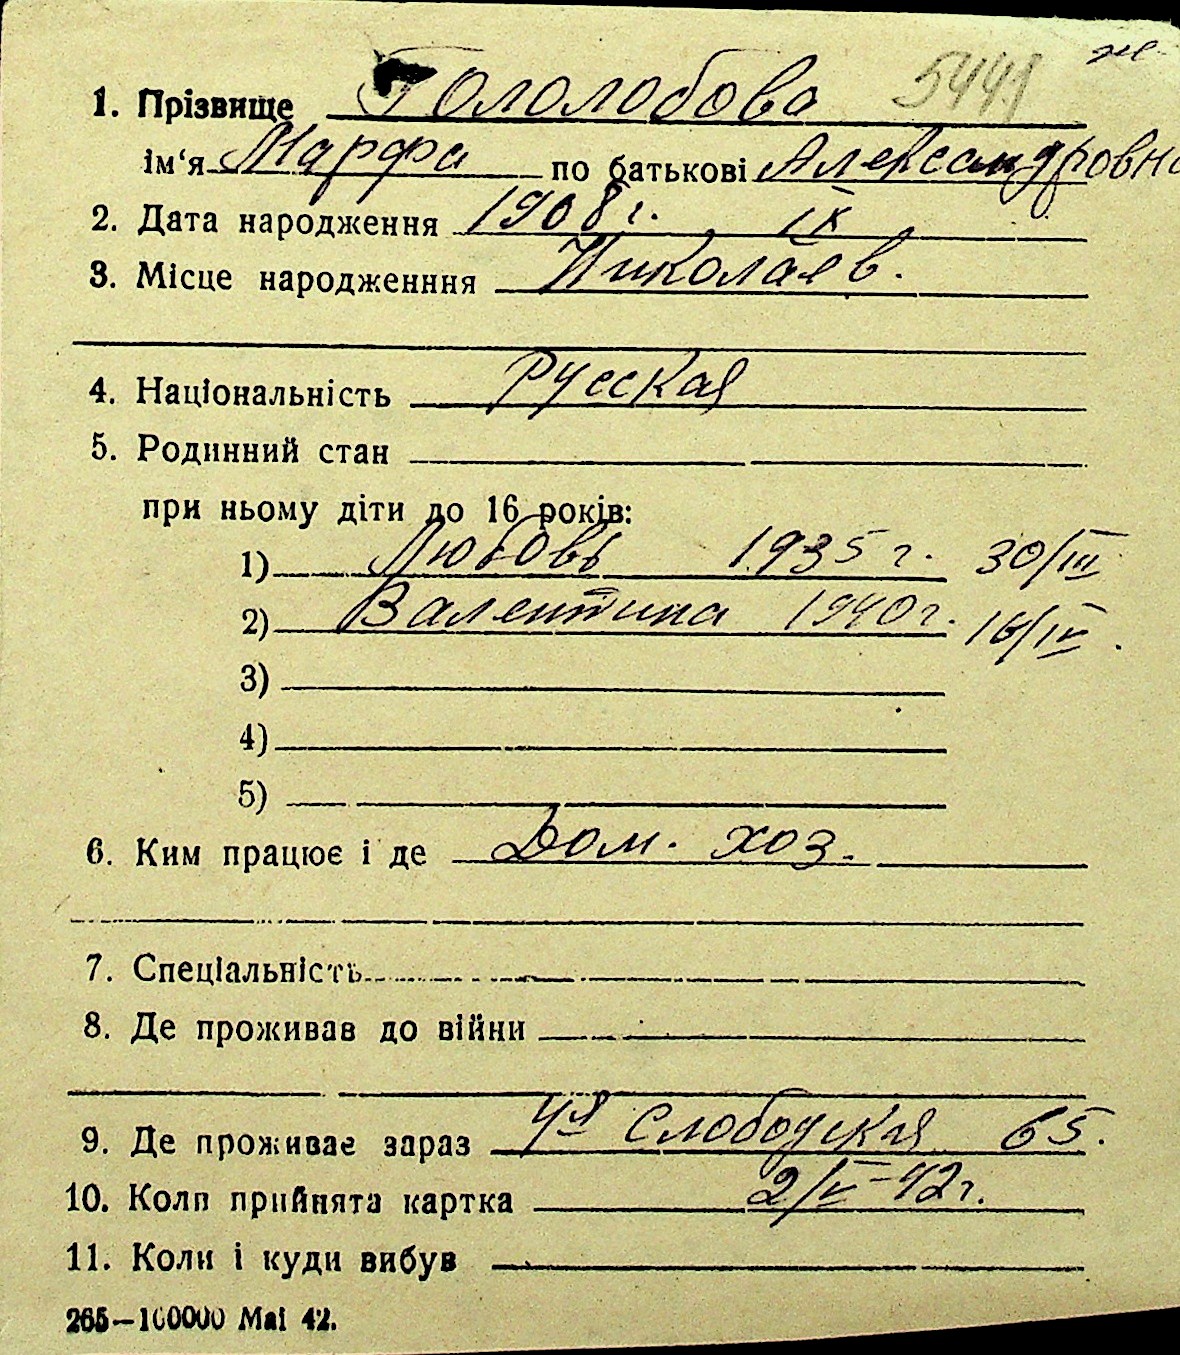 5441 ж
1. Прізвище Гололобова
ім‘я Марфа по батькові Александровна
2. Дата народження 1908 г. IX
3. Місце народженння Николаев.
4. Національність Русская
5. Родинний стан
при ньому діти до 16 років:
1) Любовь 1935 г. 30/III
2) Валентина 1940 г. 16/IV.
3)
4)
5)
6. Ким працює і де Дом. хоз.
7. Спеціальність
8. Де проживав до війни
9. Де проживає зараз Слободская 65.
10. Коли прийнята картка 42 г.
11. Коли і куди вибув
265—100000 Mai 42.